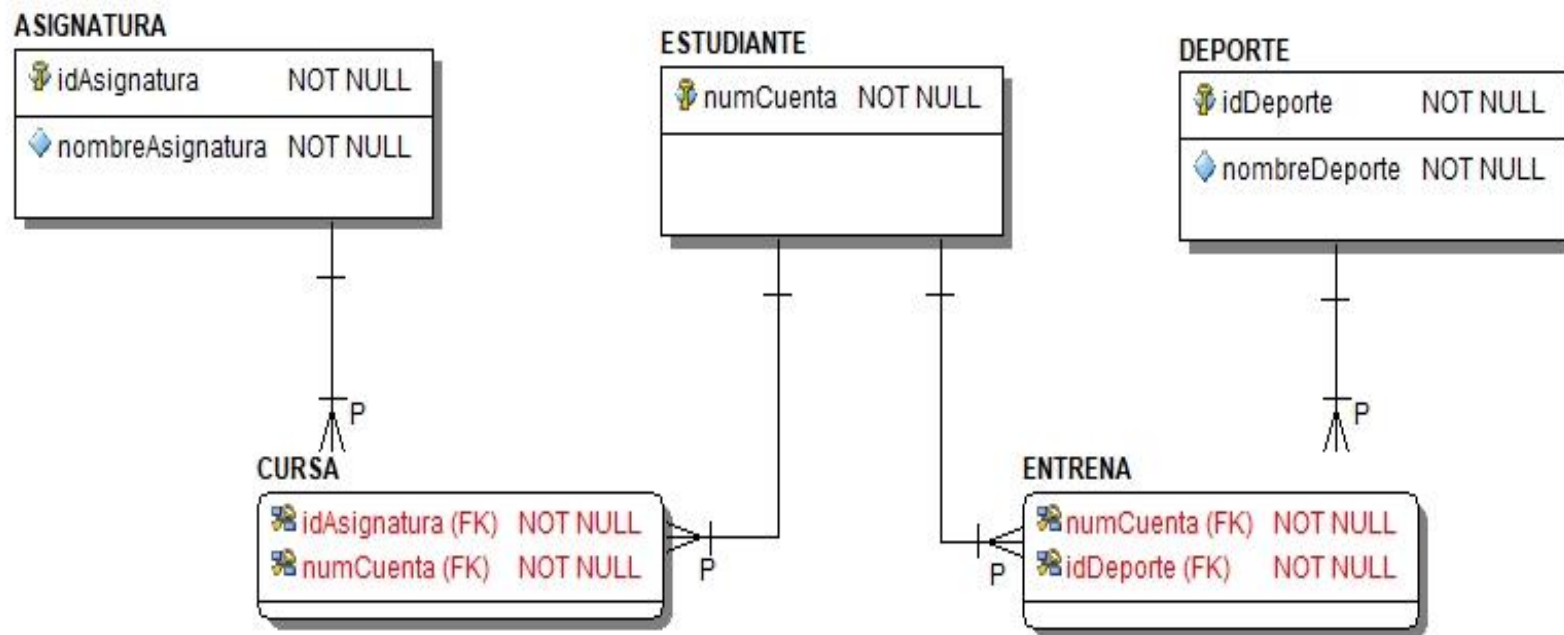 ASIGNATURA
idAsignatura NOT NULL
nombreAsignatura NOT NULL
ESTUDIANTE
numCuenta NOT NULL
DEPORTE
idDeporte NOT NULL
nombreDeporte NOT NULL
P
P
CURSA
idAsignatura (FK) NOT NULL
numCuenta (FK) NOT NULL
P
P
ENTRENA
numCuenta (FK) NOT NULL
idDeporte (FK) NOT NULL